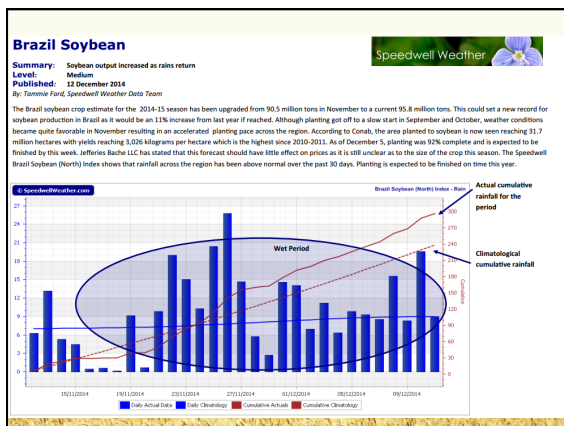 Brazil Soybean
Speedwell Weather
Summary: Soybean output increased as rains return
Level: Medium
Published: 12 December 2014
By: Tammie Ford, Speedwell Weather Data Team
The Brazil soybean crop estimate for the 2014-15 season has been upgraded from 90.5 million tons in November to a current 95.8 million tons. This could set a new record for
soybean production in Brazil as it would be an 11% increase from last year if reached. Although planting got off to a slow start in September and October, weather conditions
became quite favorable in November resulting in an accelerated planting pace across the region. According to Conab, the area planted to soybean is now seen reaching 31.7
million hectares with yields reaching 3,026 kilograms per hectare which is the highest since 2010-2011. As of December 5, planting was 92% complete and is expected to be
finished by this week. Jefferies Bache LLC has stated that this forecast should have little effect on prices as it is still unclear as to the size of the crop this season. The Speedwell
Brazil Soybean (North) Index shows that rainfall across the region has been above normal over the past 30 days. Planting is expected to be finished on time this year.
© SpeedwellWeather.com
Brazil Soybean (North) Index - Rain
Actual cumulative
rainfall for the
period
Climatological
cumulative rainfall
Wet Period
27
24
21
18
15
12
9
6
3
0
300
270
240
210
180
150
120
90
60
30
0
Cumulative
15/11/2014
19/11/2014
23/11/2014
27/11/2014
01/12/2014
05/12/2014
09/12/2014
Daily Actual Data
Daily Climatology
Cumulative Actuals
Cumulative Climatology